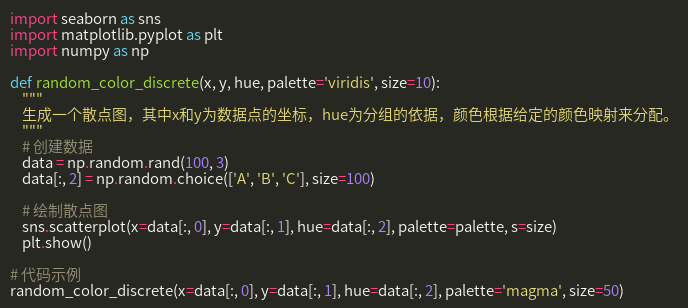 import seaborn as sns
import matplotlib.pyplot as plt
import numpy as np
def random_color_discrete(x, y, hue, palette='viridis', size=10):
"""
生成一个散点图，其中x和y为数据点的坐标，hue为分组的依据，颜色根据给定的颜色映射来分配。
"""
# 创建数据
data = np.random.rand(100, 3)
data[:, 2] = np.random.choice(['A', 'B', 'C'], size=100)
# 绘制散点图
sns.scatterplot(x=data[:, 0], y=data[:, 1], hue=data[:, 2], palette=palette, s=size)
plt.show()
# 代码示例
random_color_discrete(x=data[:, 0], y=data[:, 1], hue=data[:, 2], palette='magma', size=50)